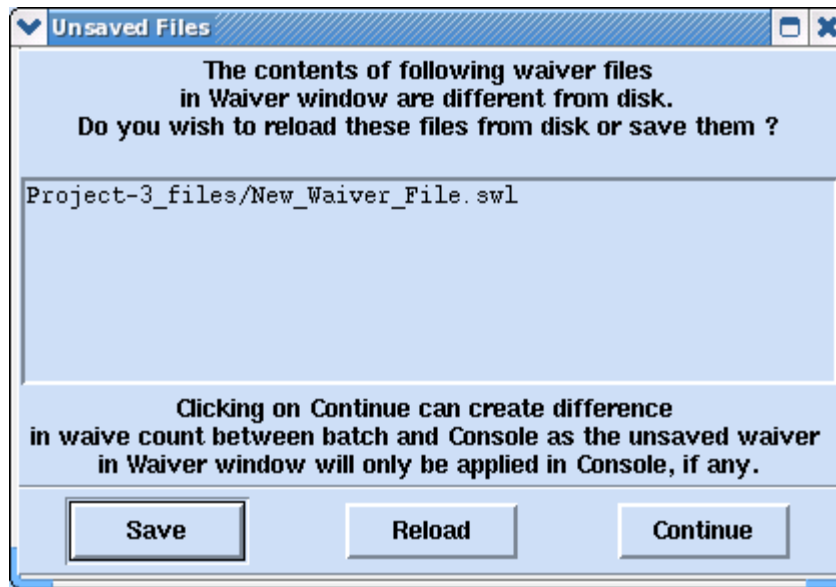 Unsaved Files
The contents of following waiver files
in Waiver window are different from disk.
Do you wish to reload these files from disk or save them ?
Project-3_files/New_Waiver_File.swl
Clicking on Continue can create difference
in waive count between batch and Console as the unsaved waiver
in Waiver window will only be applied in Console, if any.
Save Reload Continue